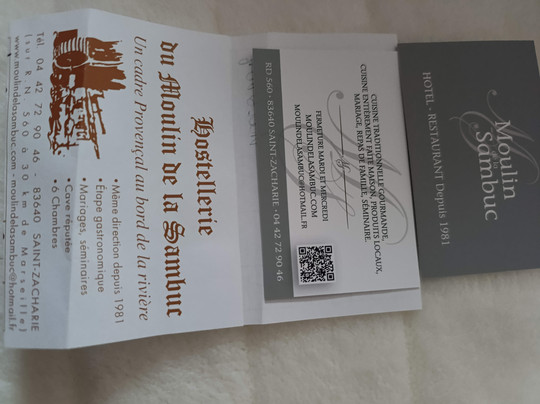 Hostellerie
du Moulin de la Sambuc
Un cadre Provençal au bord de la rivière
• Même direction depuis 1981
• Étape gastronomique
• Marriages, séminaires
• Cave réputée
• 6 Chambres
Tél. 04 42 72 90 46 83640 SAINT-ZACHARIE
(sur R.N. 560 à 30 km de Marseille)
www.moulindelasambuc.com - moulindelasambuc@hotmail.fr
CUISINE TRADITIONNELLE GOURMANDE,
CUISINE ENTIÈREMENT FAITE MAISON, PRODUITS LOCAUX,
MARIAGE, REPAS DE FAMILLE, SÉMINAIRE
FERMETURE MARDI ET MERCREDI
MOULINDELASAMBUC.COM
MOULINDELASAMBUC@HOTMAIL.FR
RD 560 · 83640 SAINT-ZACHARIE · 04 42 72 90 46
Moulin
de la
Sambuc
HOTEL - RESTAURANT Depuis 1981